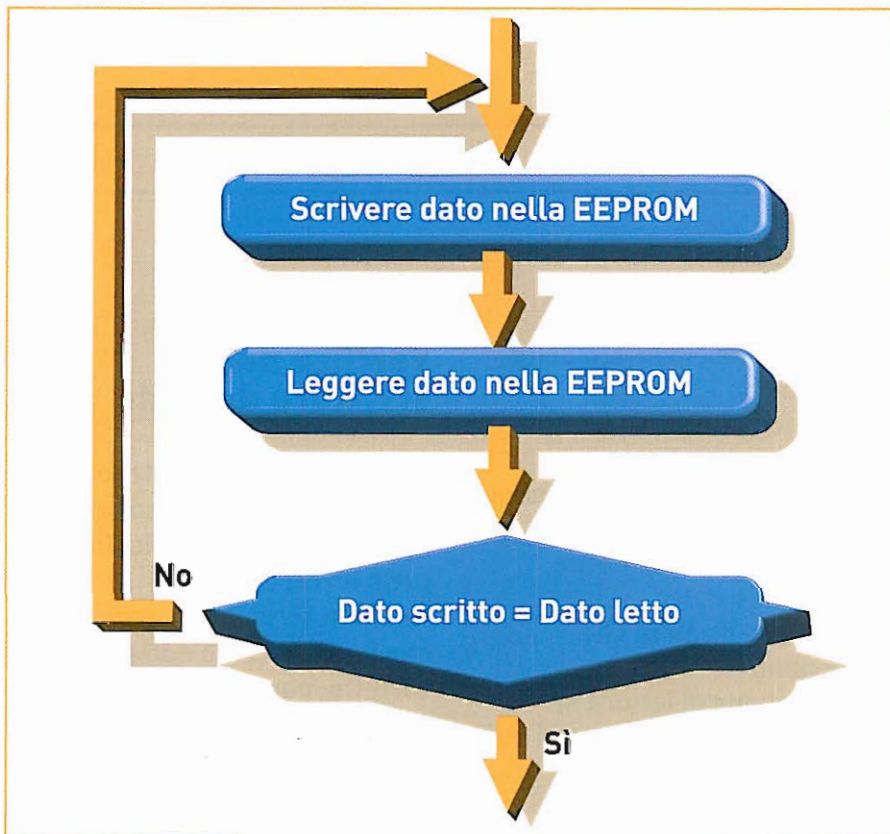 Scrivere dato nella EEPROM
Leggere dato nella EEPROM
No
Dato scritto = Dato letto
Sì